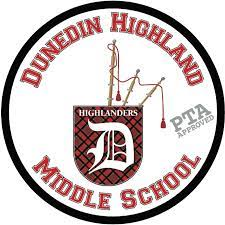 DUNEDIN HIGHLAND
HIGHLANDERS
D
PTA
APPROVED
MIDDLE SCHOOL